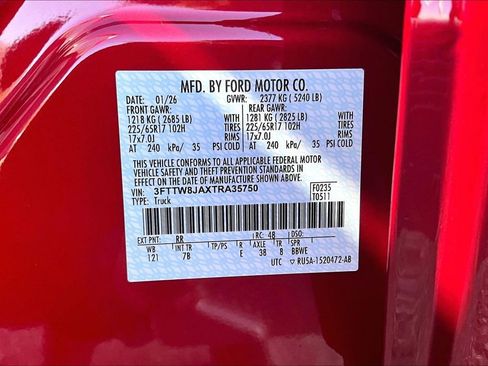 MFD. BY FORD MOTOR CO.
DATE: 01/26 GVWR: 2377 KG ( 5240 LB)
FRONT GAWR: REAR GAWR:
1218 KG ( 2685 LB) 1281 KG ( 2825 LB)
225/65R17 102H TIRES 225/65R17 102H TIRES
17x7.0J RIMS 17x7.0J RIMS
AT 240 kPa/ 35 PSI COLD AT 240 kPa/ 35 PSI COLD
THIS VEHICLE CONFORMS TO ALL APPLICABLE FEDERAL MOTOR
VEHICLE SAFETY AND THEFT PREVENTION STANDARDS IN
EFFECT ON THE DATE OF MANUFACTURE SHOWN ABOVE.
VIN: 3FTTW8JAXTRA35750 F0235
TYPE: Truck T0511
EXT PNT: RR RC: 48 DSO:
WB INT TR TP/PS R AXLE TR SPR
121 7B E 38 8 BBWE
UTC RU5A-1520472-AB